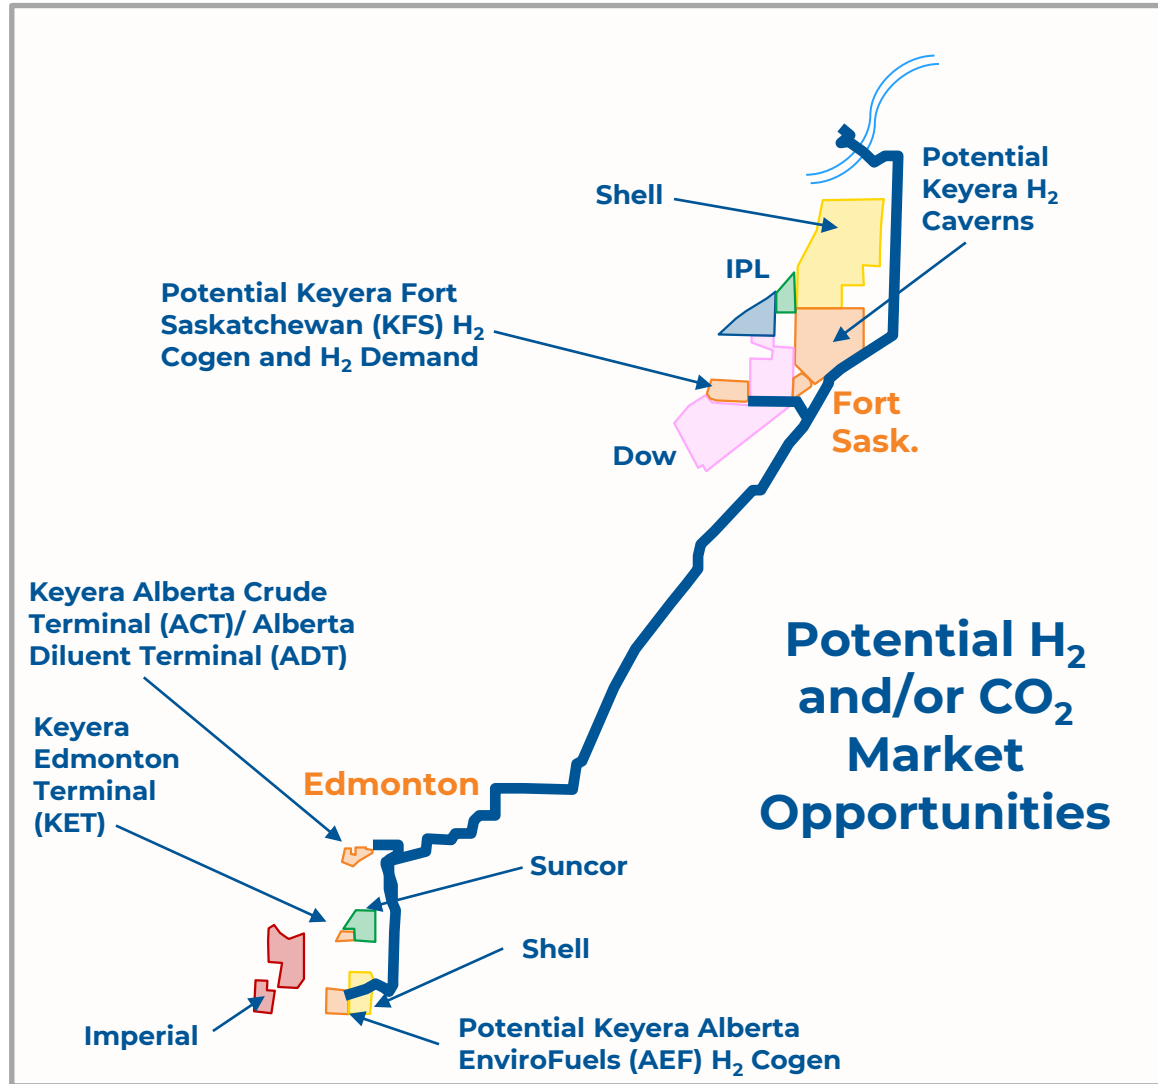 Potential
Keyera H₂
Caverns
Shell
IPL
Potential Keyera Fort
Saskatchewan (KFS) H₂
Cogen and H₂ Demand
Fort
Sask.
Dow
Keyera Alberta Crude
Terminal (ACT)/ Alberta
Diluent Terminal (ADT)
Potential H₂
and/or CO₂
Market
Opportunities
Keyera
Edmonton
Terminal
(KET)
Edmonton
Suncor
Shell
Imperial
Potential Keyera Alberta
EnviroFuels (AEF) H₂ Cogen